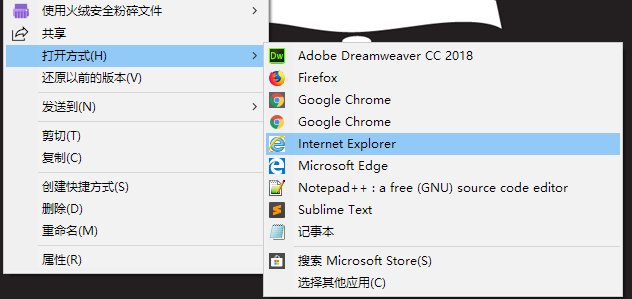 使用火绒安全粉碎文件
共享
打开方式(H)
还原以前的版本(V)
发送到(N)
剪切(T)
复制(C)
创建快捷方式(S)
删除(D)
重命名(M)
属性(R)
Dw Adobe Dreamweaver CC 2018
Firefox
Google Chrome
Google Chrome
Internet Explorer
Microsoft Edge
Notepad++ : a free (GNU) source code editor
Sublime Text
记事本
搜索 Microsoft Store(S)
选择其他应用(C)